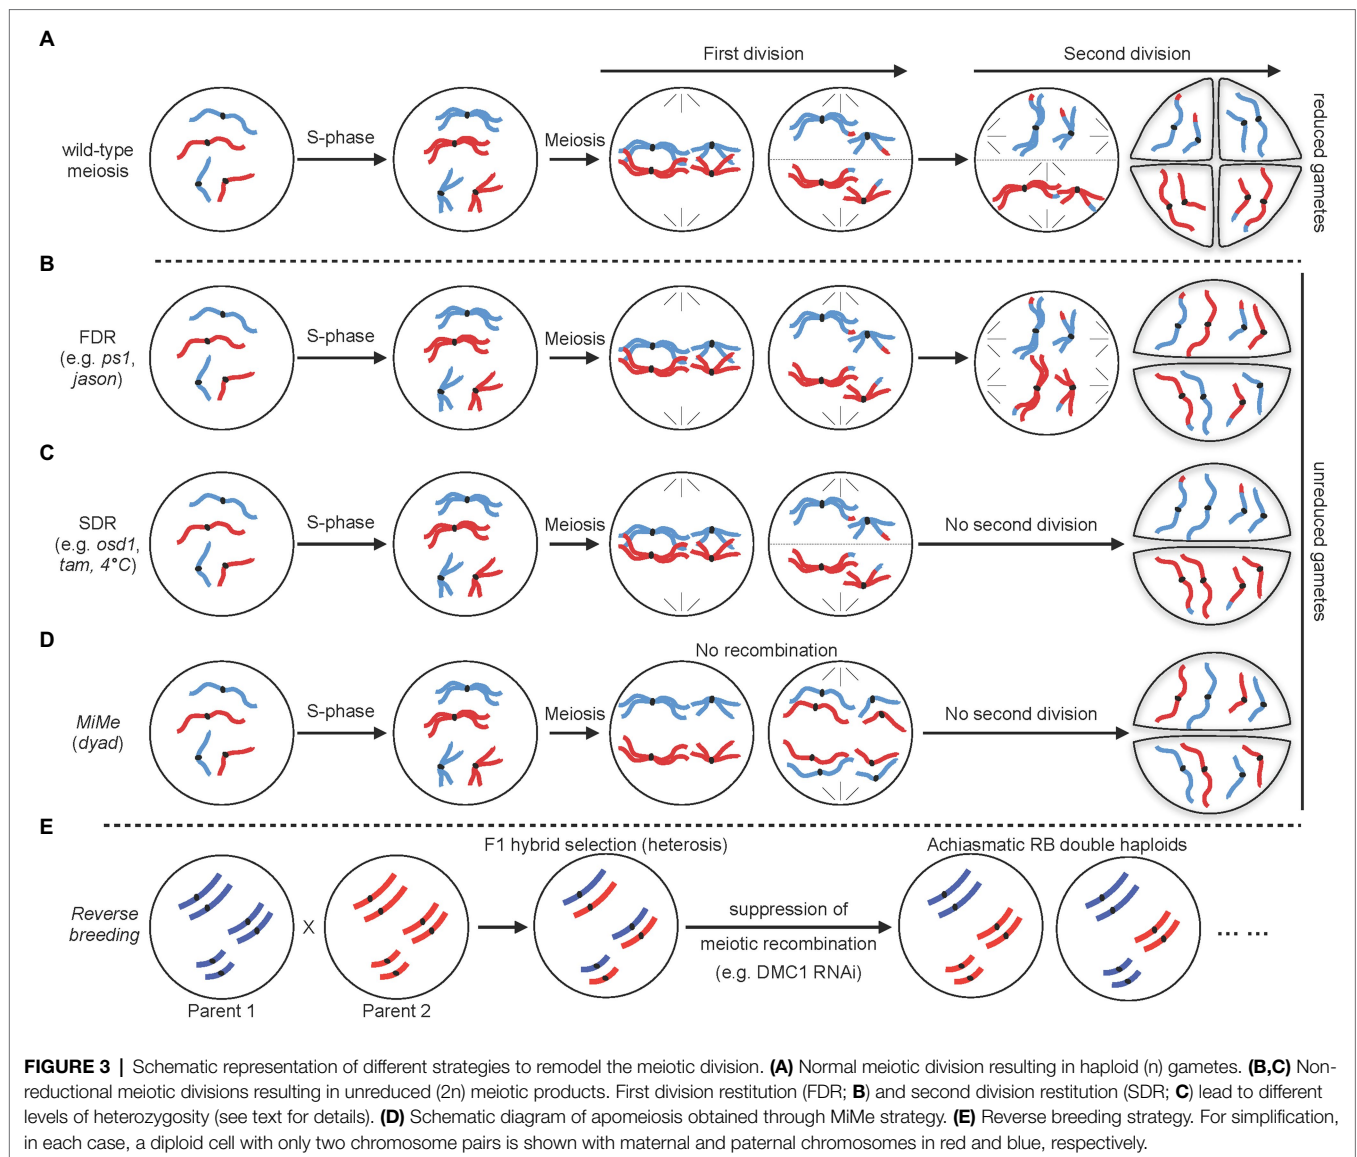 A
First division
Second division
wild-type
meiosis
S-phase
Meiosis
reduced gametes
B
FDR
(e.g. ps1,
jason)
S-phase
Meiosis
C
SDR
(e.g. osd1,
tam, 4°C)
S-phase
Meiosis
No second division
unreduced gametes
D
No recombination
MiMe
(dyad)
S-phase
Meiosis
No second division
E
F1 hybrid selection (heterosis)
Achiasmatic RB double haploids
Reverse
breeding
X
suppression of
meiotic recombination
(e.g. DMC1 RNAi)
... ...
Parent 1
Parent 2
FIGURE 3 | Schematic representation of different strategies to remodel the meiotic division. (A) Normal meiotic division resulting in haploid (n) gametes. (B,C) Non-
reductional meiotic divisions resulting in unreduced (2n) meiotic products. First division restitution (FDR; B) and second division restitution (SDR; C) lead to different
levels of heterozygosity (see text for details). (D) Schematic diagram of apomeiosis obtained through MiMe strategy. (E) Reverse breeding strategy. For simplification,
in each case, a diploid cell with only two chromosome pairs is shown with maternal and paternal chromosomes in red and blue, respectively.